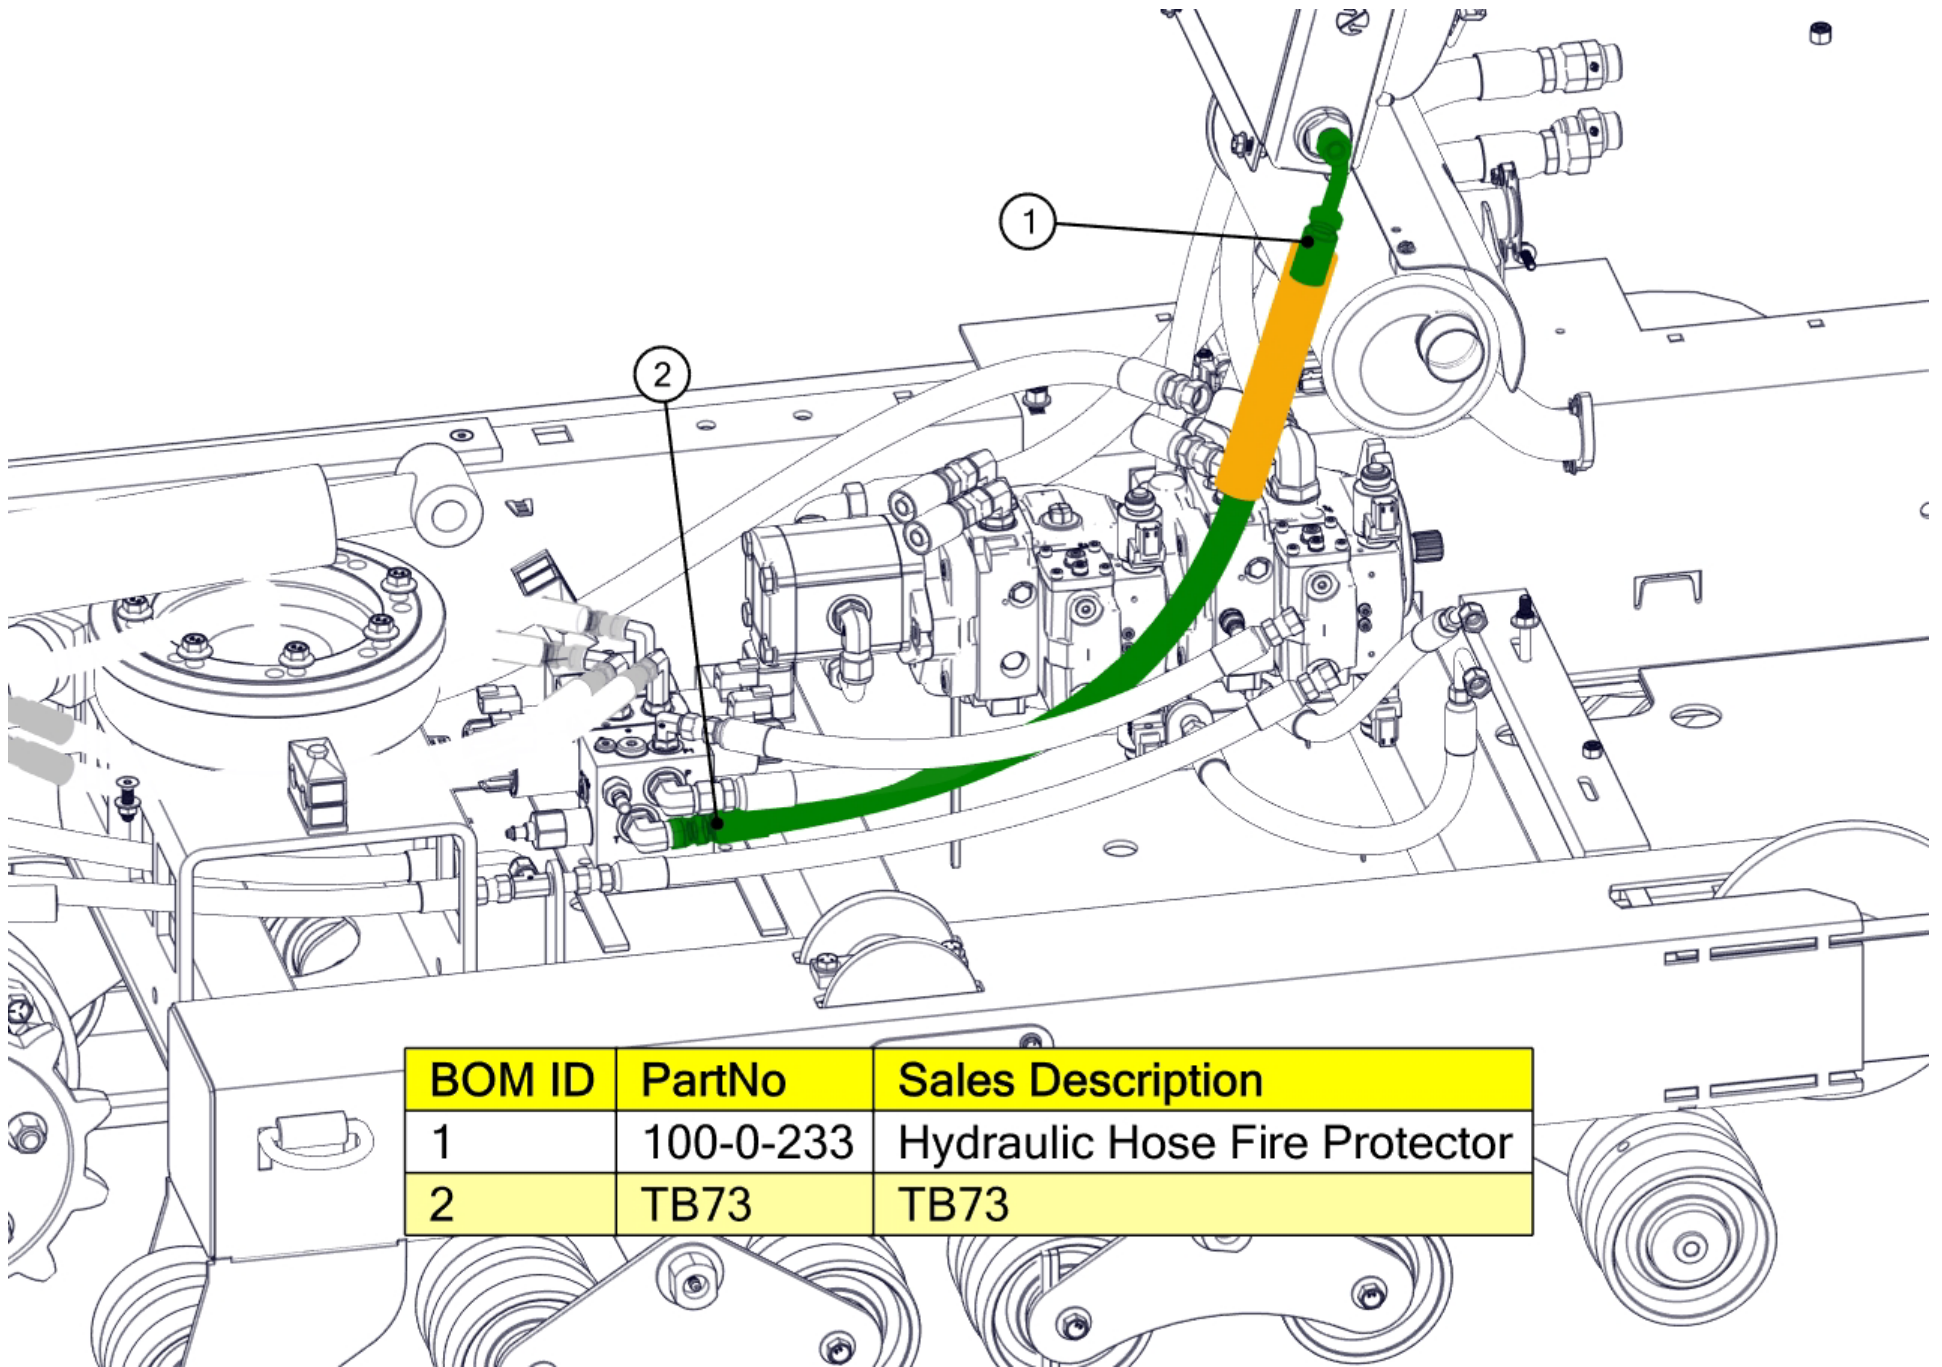 1
2
BOM ID PartNo Sales Description
1 100-0-233 Hydraulic Hose Fire Protector
2 TB73 TB73